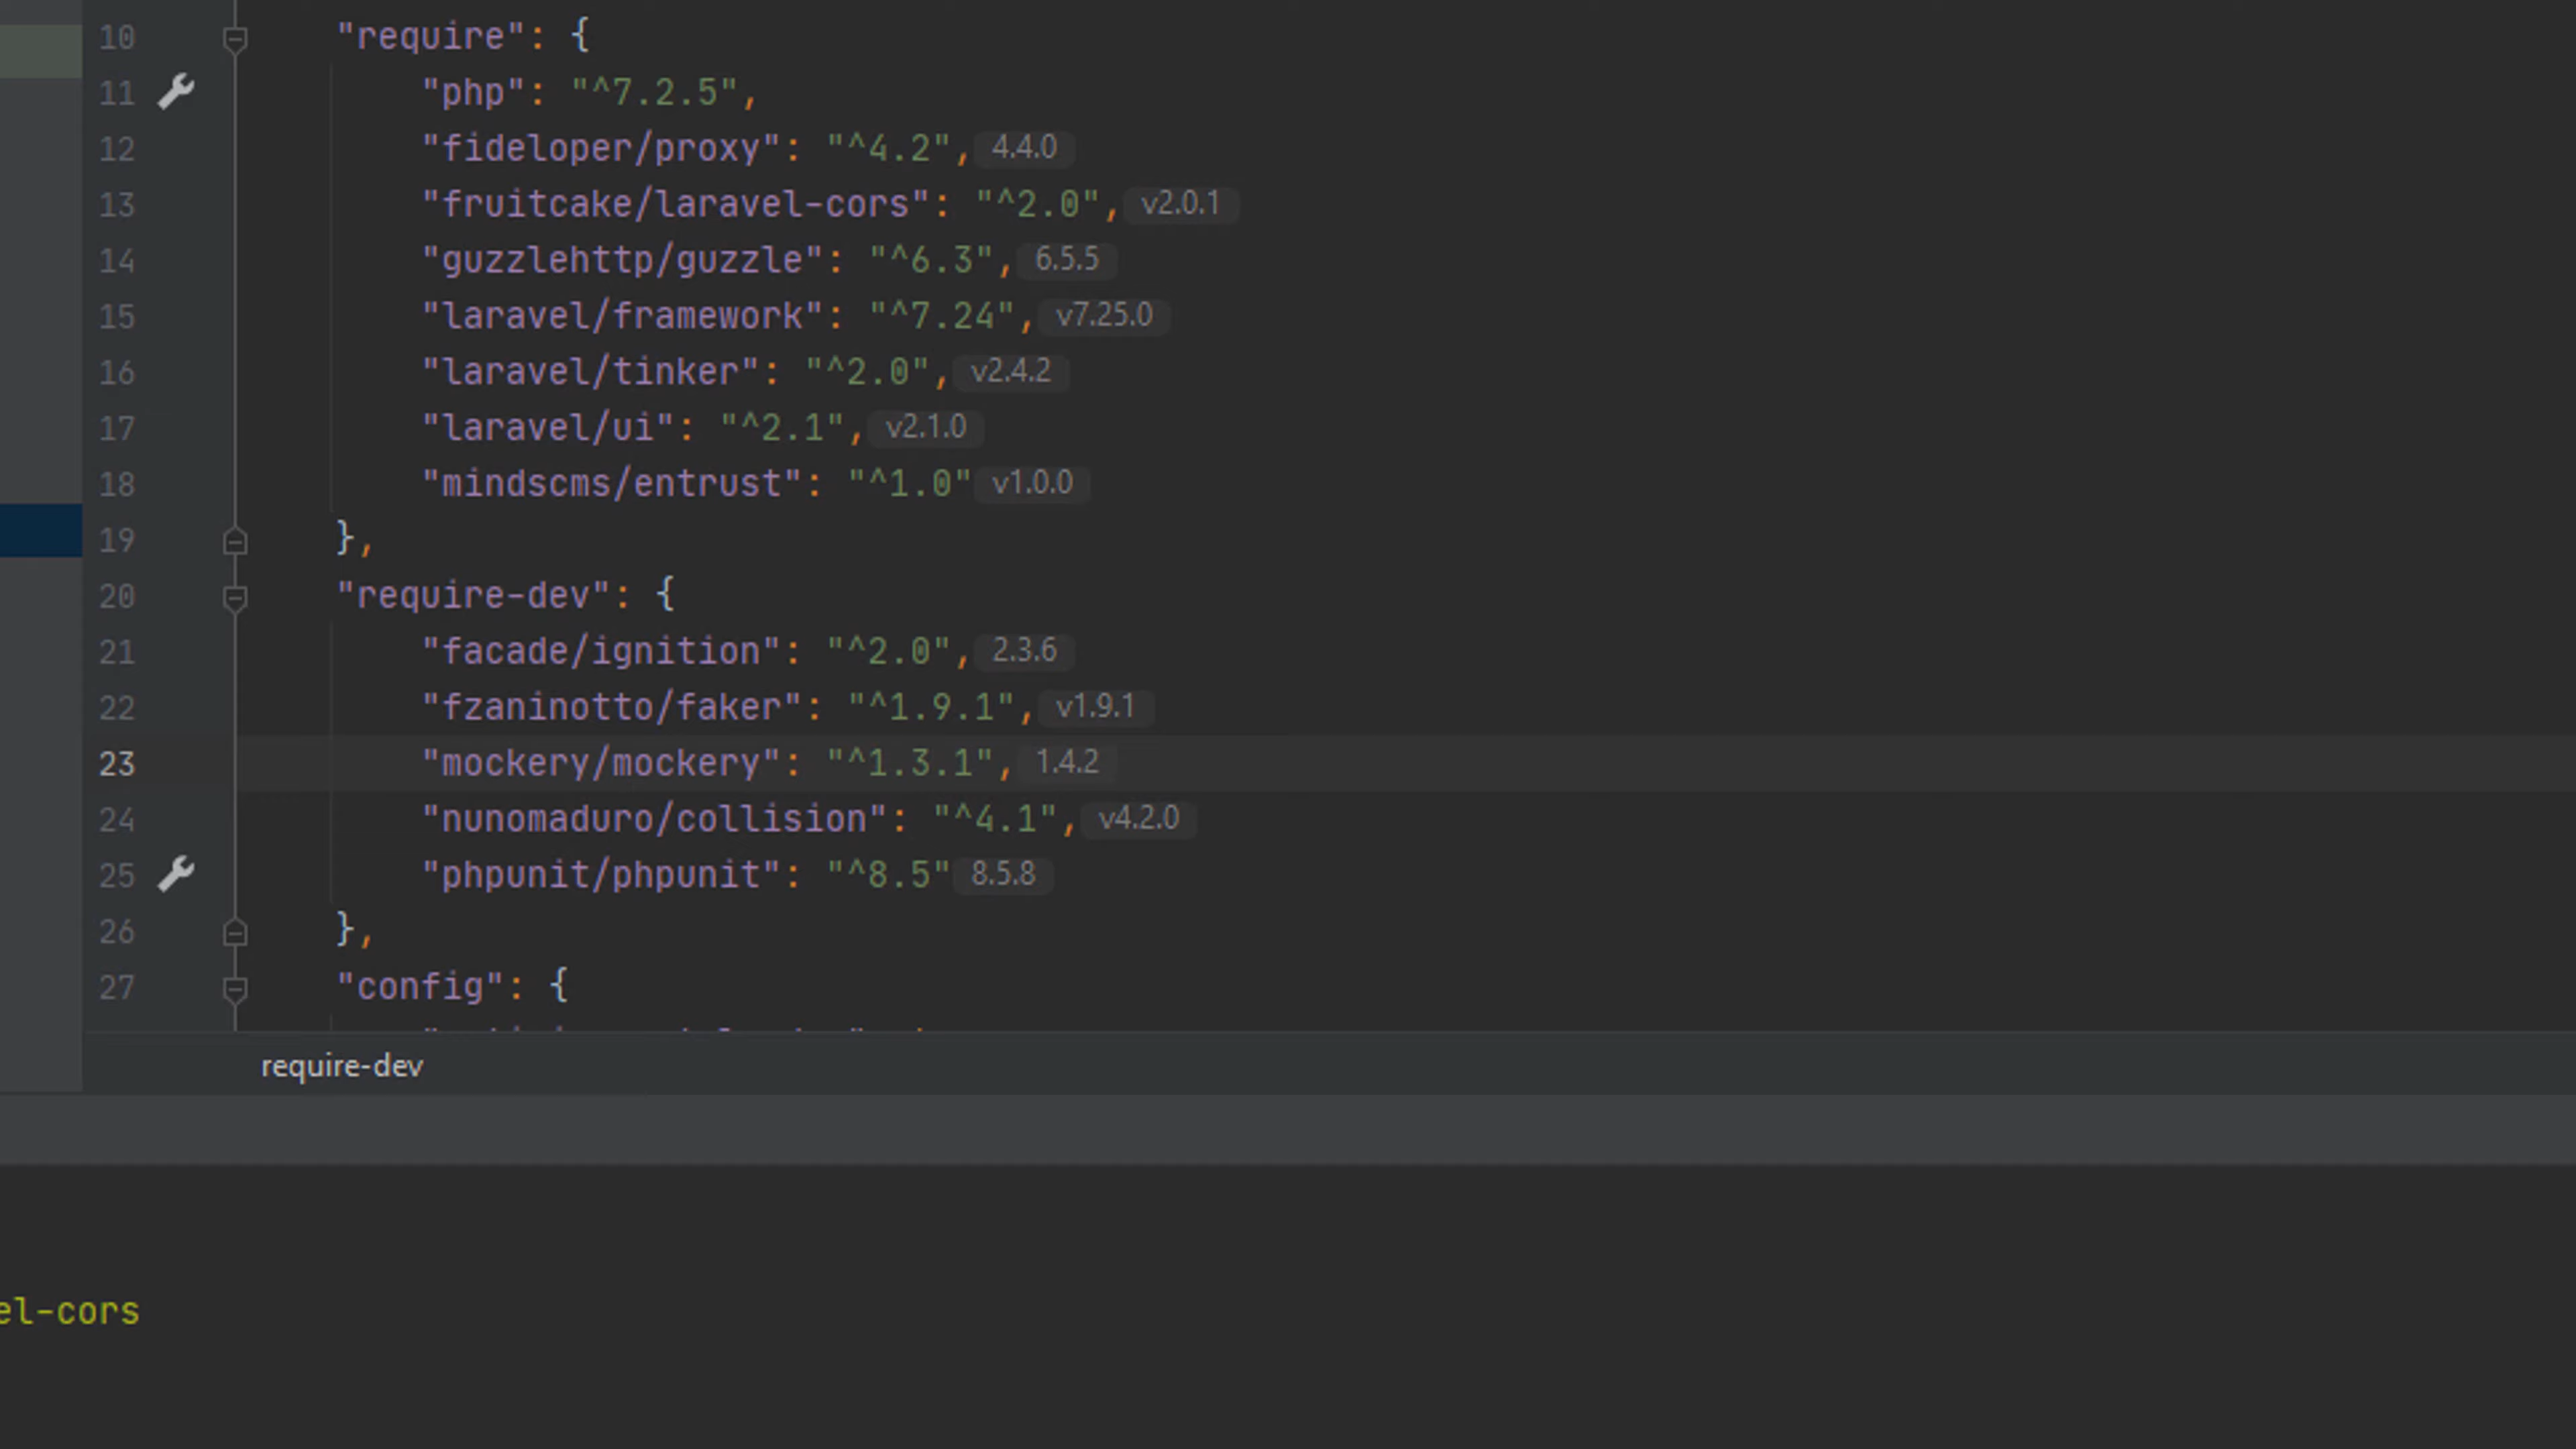 10 "require": {
11 "php": "^7.2.5",
12 "fideloper/proxy": "^4.2", 4.4.0
13 "fruitcake/laravel-cors": "^2.0", v2.0.1
14 "guzzlehttp/guzzle": "^6.3", 6.5.5
15 "laravel/framework": "^7.24", v7.25.0
16 "laravel/tinker": "^2.0", v2.4.2
17 "laravel/ui": "^2.1", v2.1.0
18 "mindscms/entrust": "^1.0" v1.0.0
19 },
20 "require-dev": {
21 "facade/ignition": "^2.0", 2.3.6
22 "fzaninotto/faker": "^1.9.1", v1.9.1
23 "mockery/mockery": "^1.3.1", 1.4.2
24 "nunomaduro/collision": "^4.1", v4.2.0
25 "phpunit/phpunit": "^8.5" 8.5.8
26 },
27 "config": {
require-dev
el-cors